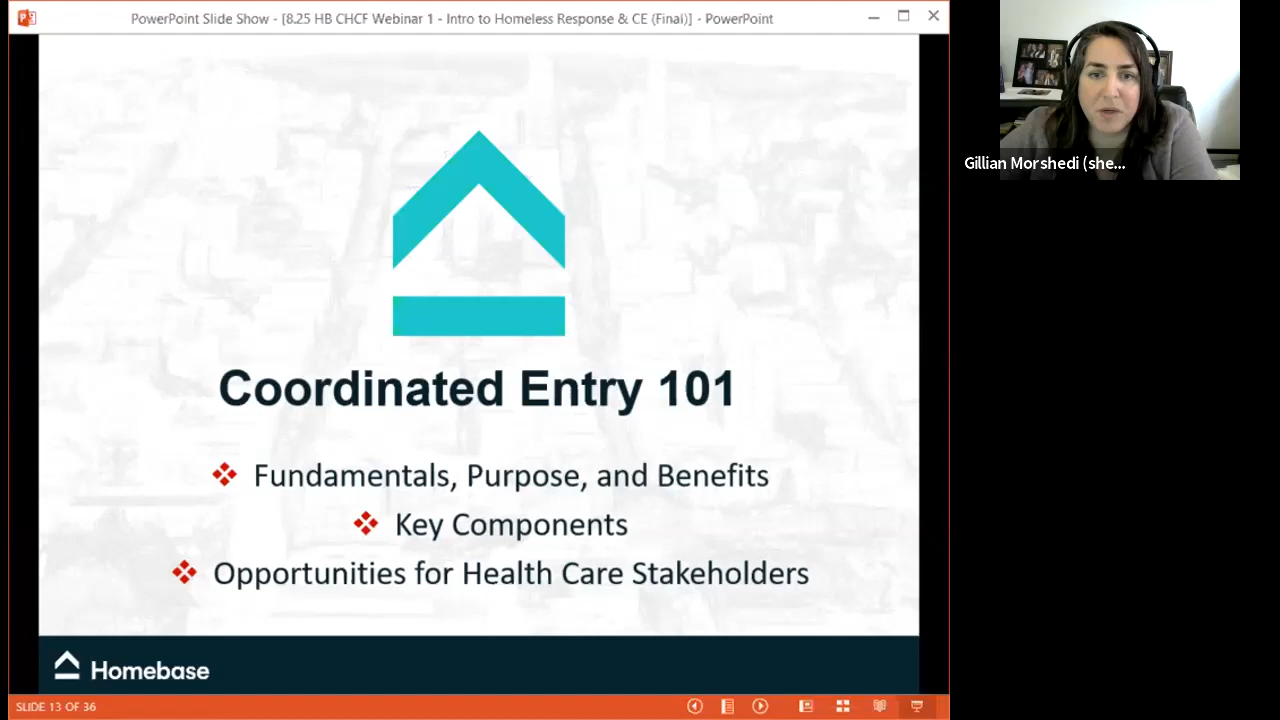 PowerPoint Slide Show - [8.25 HB CHCF Webinar 1 - Intro to Homeless Response & CE (Final)] - PowerPoint
Gillian Morshedi (she...
Coordinated Entry 101
Fundamentals, Purpose, and Benefits
Key Components
Opportunities for Health Care Stakeholders
Homebase
SLIDE 13 OF 36